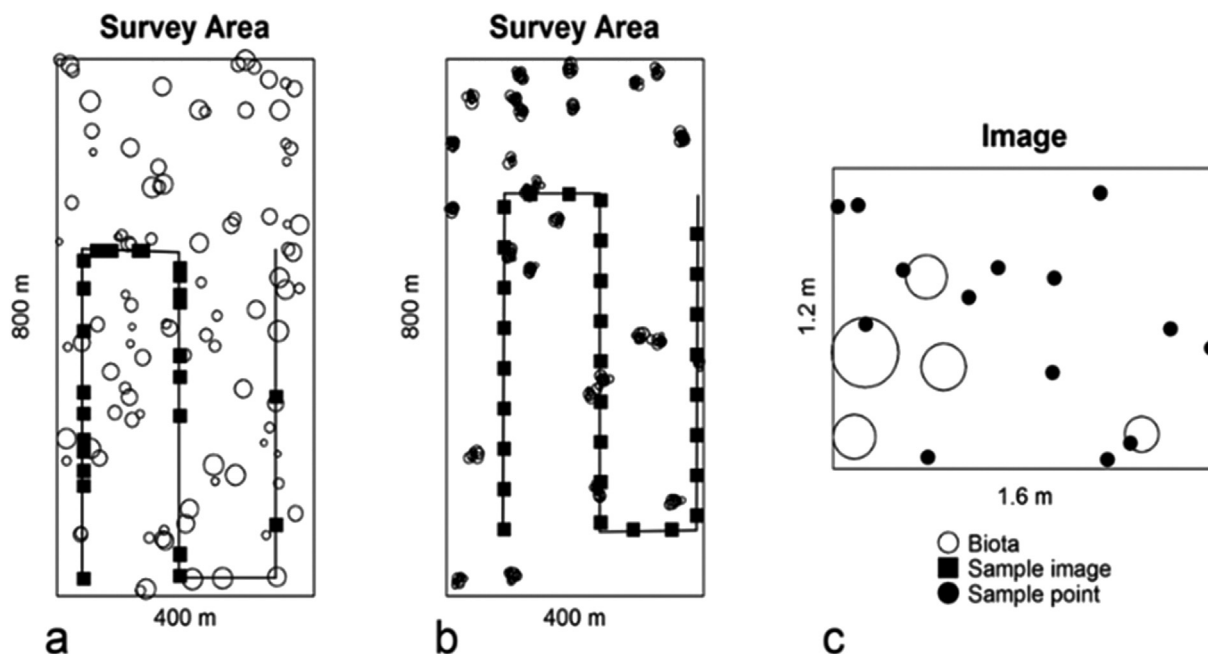 Survey Area
800 m
400 m
a
Survey Area
800 m
400 m
b
Image
1.2 m
1.6 m
Biota
Sample image
Sample point
c